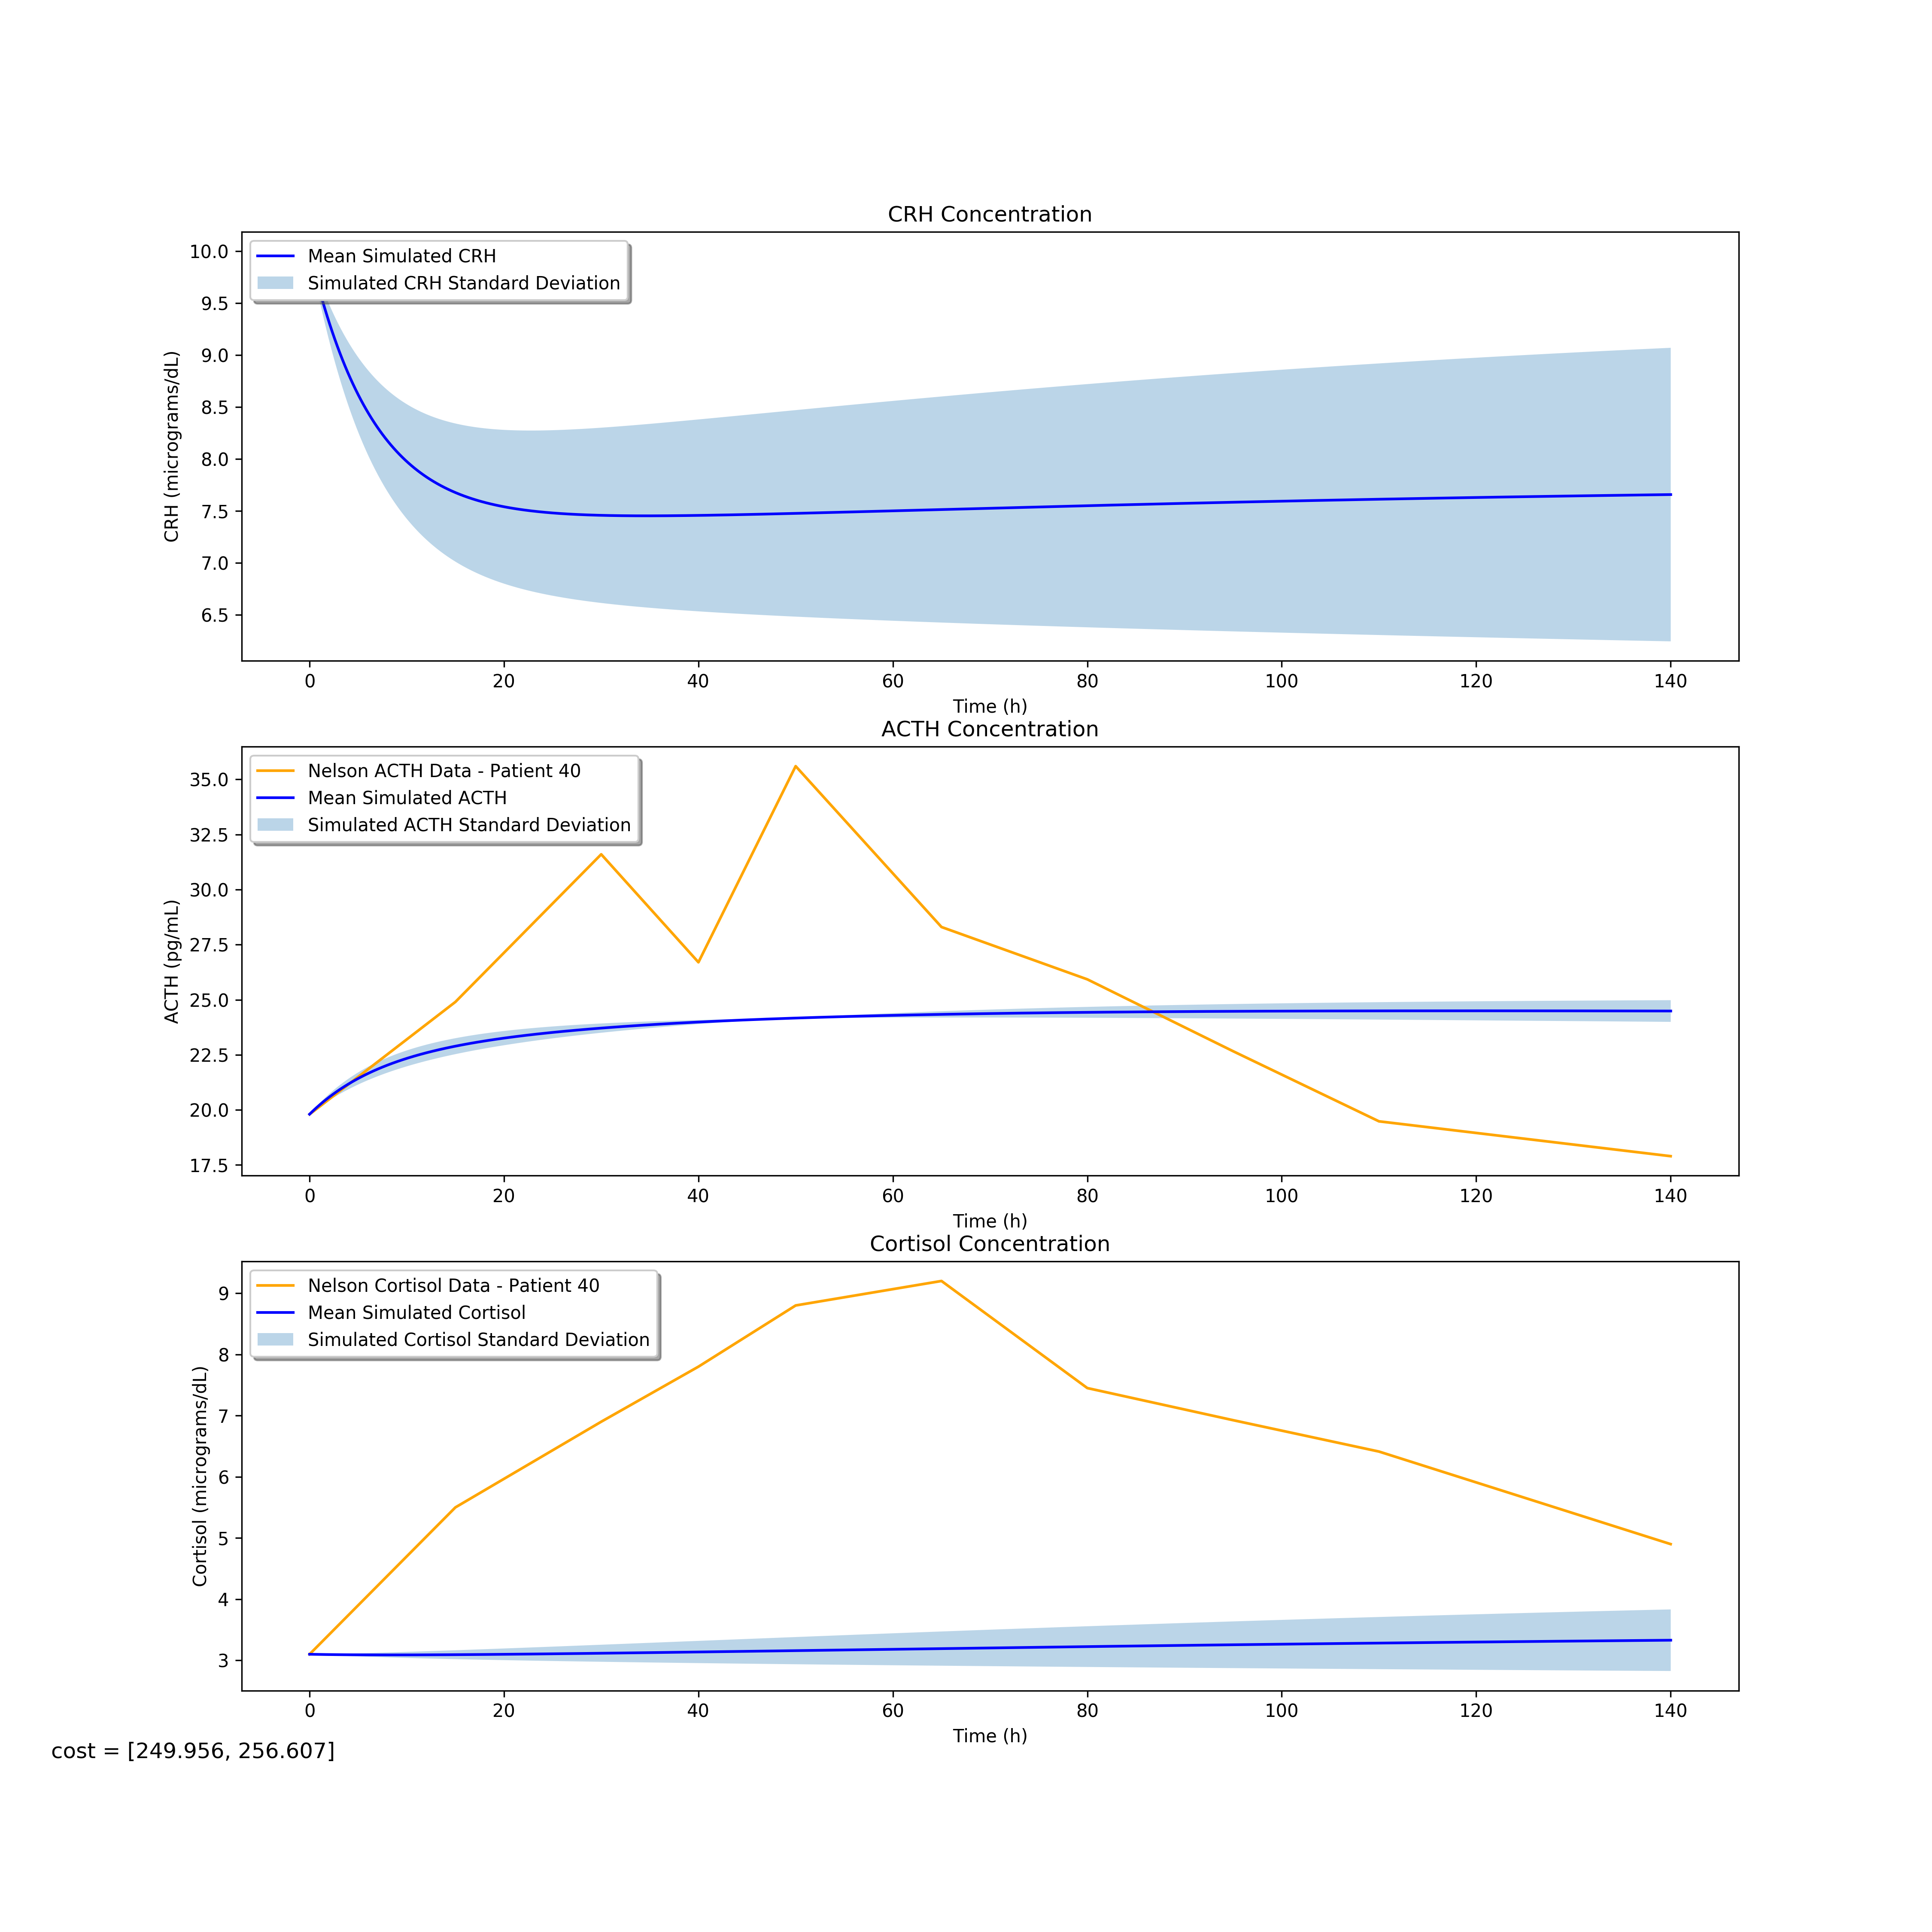 CRH Concentration
Mean Simulated CRH
Simulated CRH Standard Deviation
CRH (micrograms/dL)
10.0
9.5
9.0
8.5
8.0
7.5
7.0
6.5
0 20 40 60 80 100 120 140
Time (h)
ACTH Concentration
Nelson ACTH Data - Patient 40
Mean Simulated ACTH
Simulated ACTH Standard Deviation
ACTH (pg/mL)
35.0
32.5
30.0
27.5
25.0
22.5
20.0
17.5
0 20 40 60 80 100 120 140
Time (h)
Cortisol Concentration
Nelson Cortisol Data - Patient 40
Mean Simulated Cortisol
Simulated Cortisol Standard Deviation
Cortisol (micrograms/dL)
9
8
7
6
5
4
3
0 20 40 60 80 100 120 140
Time (h)
cost = [249.956, 256.607]